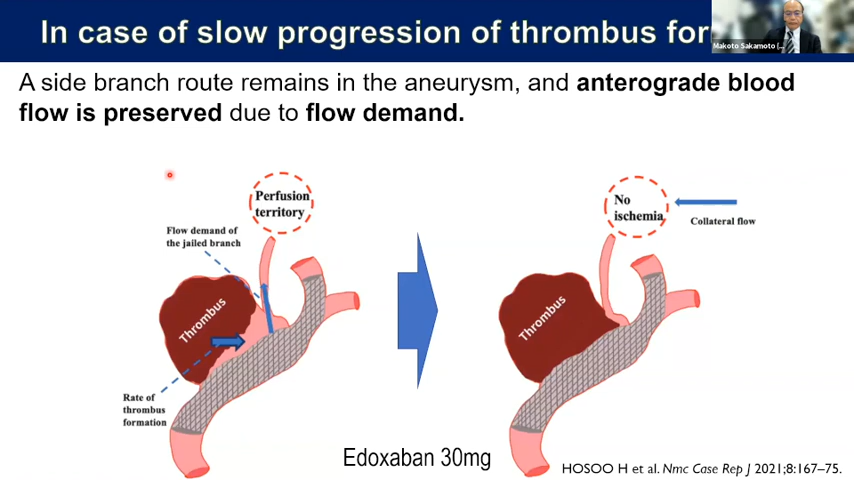 In case of slow progression of thrombus for
Makoto Sakamoto (...
A side branch route remains in the aneurysm, and anterograde blood
flow is preserved due to flow demand.
Perfusion
territory
Flow demand of
the jailed branch
Thrombus
Rate of
thrombus
formation
No
ischemia
Collateral flow
Thrombus
Edoxaban 30mg
HOSOO H et al. Nmc Case Rep J 2021;8:167–75.